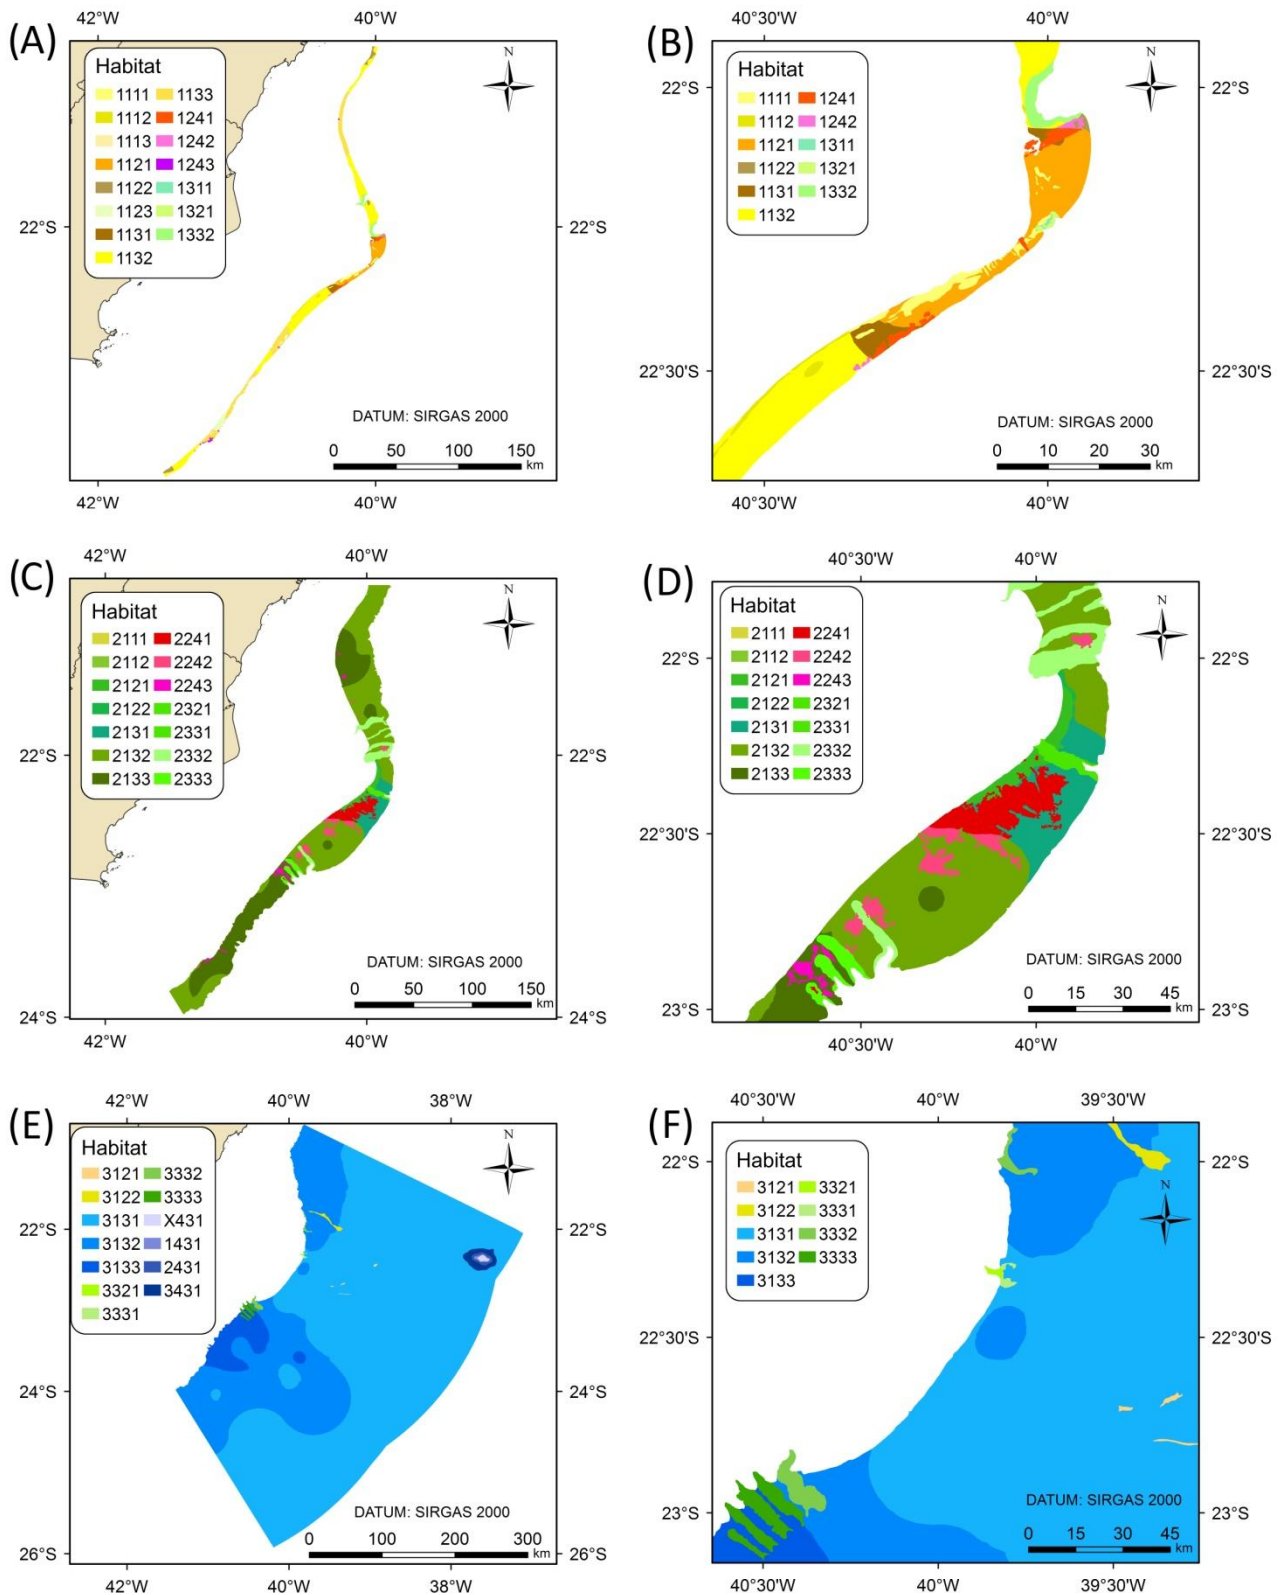 (A)
42°W 40°W
N
Habitat
1111 1133
1112 1241
1113 1242
1121 1243
1122 1311
1123 1321
1131 1332
1132
22°S 22°S
DATUM: SIRGAS 2000
0 50 100 150
km
42°W 40°W
(B)
40°30'W 40°W
N
Habitat
1111 1241
1112 1242
1121 1311
1122 1321
1131 1332
1132
22°S 22°S
22°30'S 22°30'S
DATUM: SIRGAS 2000
0 10 20 30
km
40°30'W 40°W
(C)
42°W 40°W
N
Habitat
2111 2241
2112 2242
2121 2243
2122 2321
2131 2331
2132 2332
2133 2333
22°S 22°S
DATUM: SIRGAS 2000
0 50 100 150
km
24°S 24°S
42°W 40°W
(D)
40°30'W 40°W
N
Habitat
2111 2241
2112 2242
2121 2243
2122 2321
2131 2331
2132 2332
2133 2333
22°S 22°S
22°30'S 22°30'S
DATUM: SIRGAS 2000
0 15 30 45
km
23°S 23°S
40°30'W 40°W
(E)
42°W 40°W 38°W
N
Habitat
3121 3332
3122 3333
3131 X431
3132 1431
3133 2431
3321 3431
3331
22°S 22°S
24°S 24°S
DATUM: SIRGAS 2000
0 100 200 300
km
26°S 26°S
42°W 40°W 38°W
(F)
40°30'W 40°W 39°30'W
N
Habitat
3121 3321
3122 3331
3131 3332
3132 3333
3133
22°S 22°S
22°30'S 22°30'S
DATUM: SIRGAS 2000
0 15 30 45
km
23°S 23°S
40°30'W 40°W 39°30'W